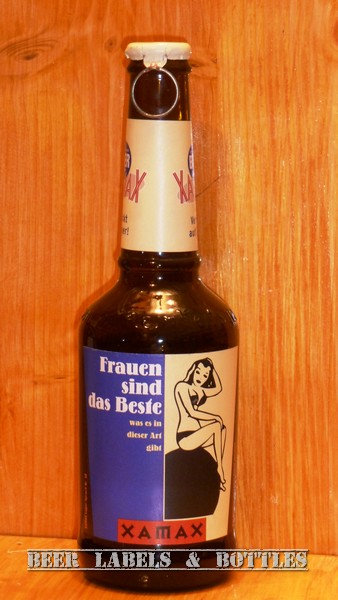 XAMAX
Frauen
sind
das Beste
was es in
dieser Art
gibt
XAMAX
BEER LABELS & BOTTLES